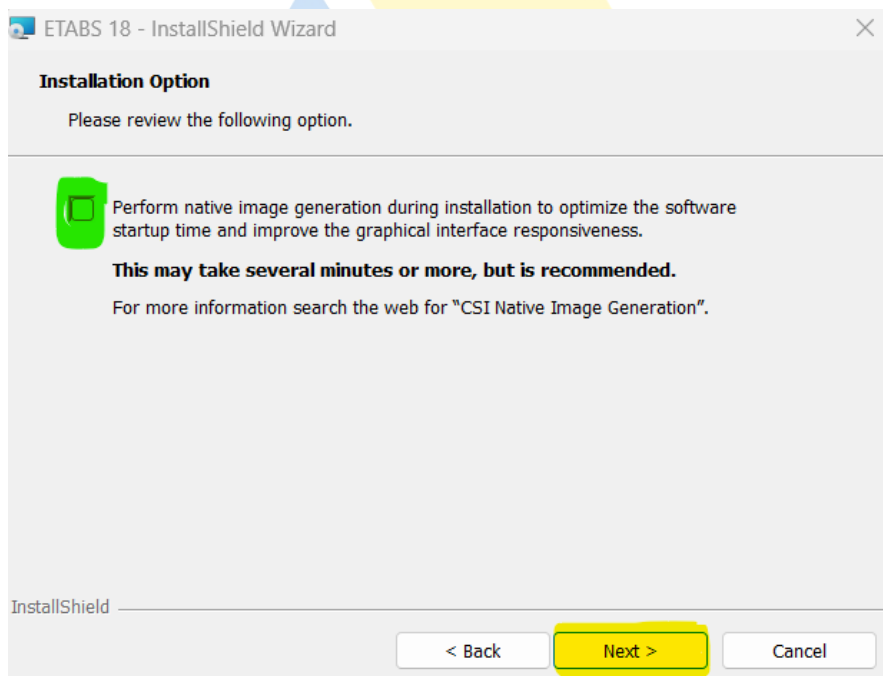 ETABS 18 - InstallShield Wizard
Installation Option
Please review the following option.
Perform native image generation during installation to optimize the software
startup time and improve the graphical interface responsiveness.
This may take several minutes or more, but is recommended.
For more information search the web for “CSI Native Image Generation”.
InstallShield
< Back
Next >
Cancel